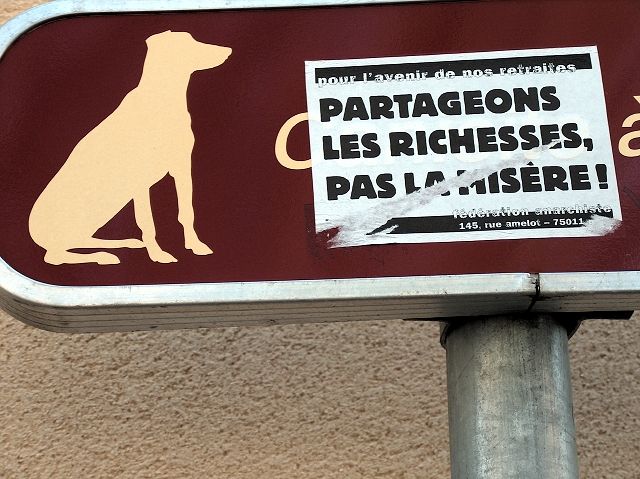 pour l'avenir de nos retraites
PARTAGEONS
LES RICHESSES,
PAS LA MISÈRE!
fédération anarchiste
145, rue amelot – 75011
à